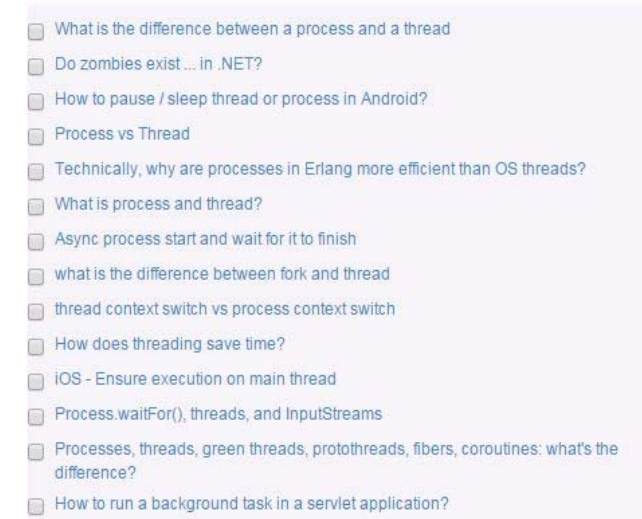 What is the difference between a process and a thread
Do zombies exist ... in .NET?
How to pause / sleep thread or process in Android?
Process vs Thread
Technically, why are processes in Erlang more efficient than OS threads?
What is process and thread?
Async process start and wait for it to finish
what is the difference between fork and thread
thread context switch vs process context switch
How does threading save time?
iOS - Ensure execution on main thread
Process.waitFor(), threads, and InputStreams
Processes, threads, green threads, protothreads, fibers, coroutines: what's the
difference?
How to run a background task in a servlet application?